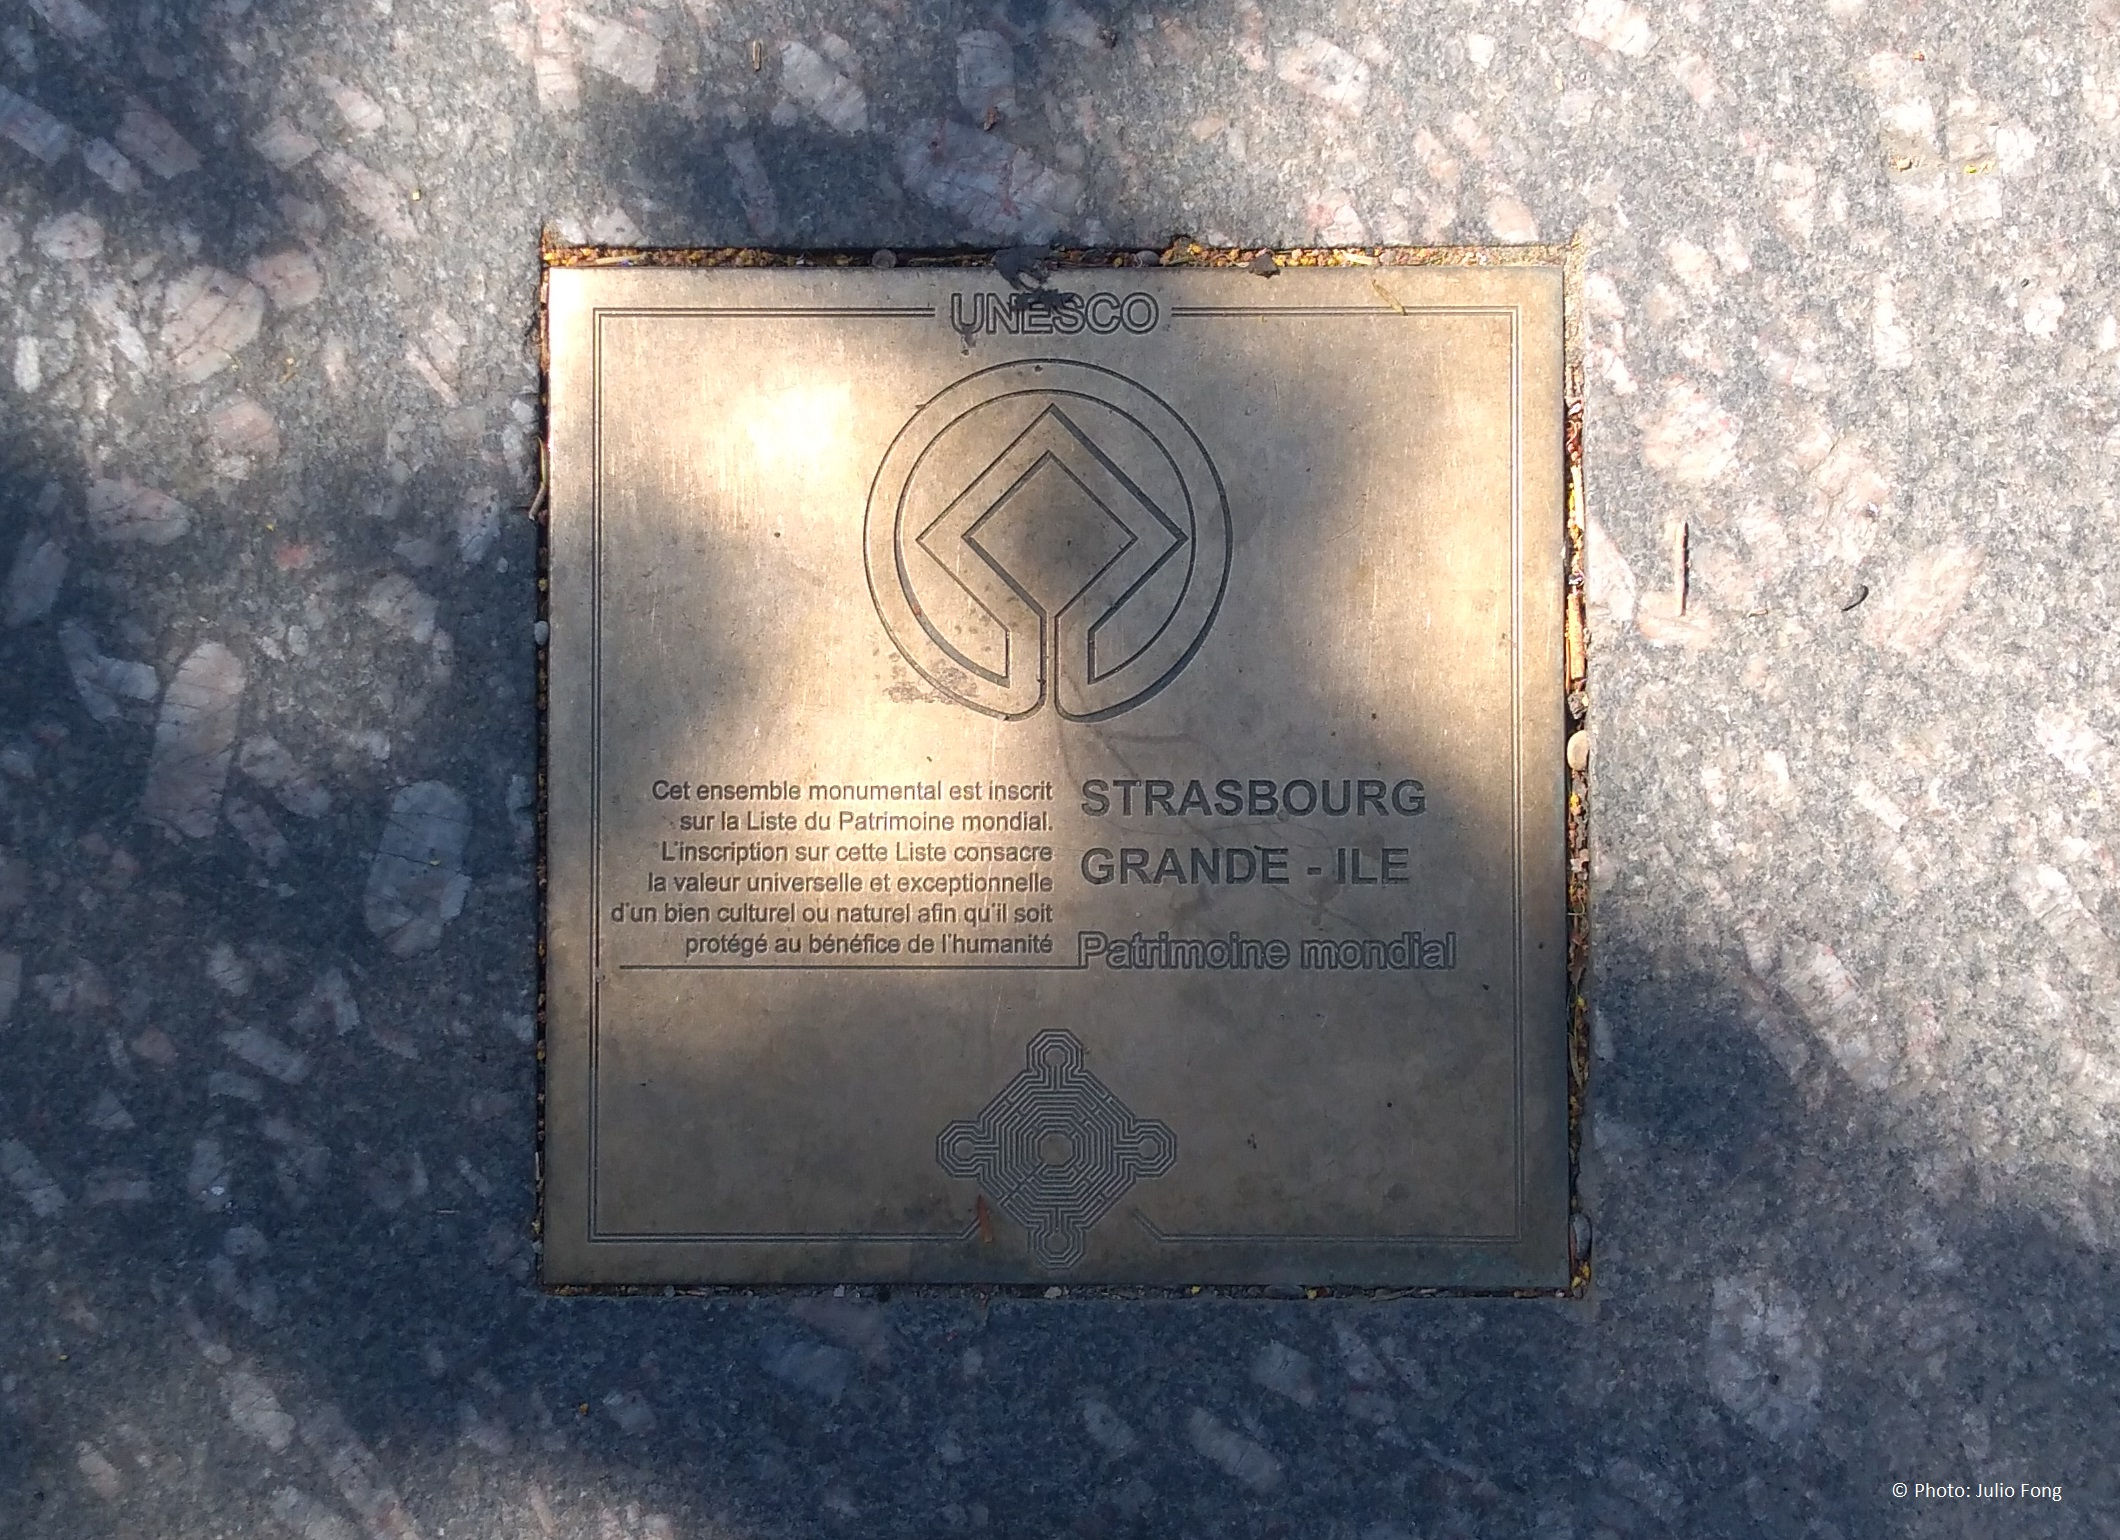 UNESCO
Cet ensemble monumental est inscrit
sur la Liste du Patrimoine mondial.
L'inscription sur cette Liste consacre
la valeur universelle et exceptionnelle
d'un bien culturel ou naturel afin qu'il soit
protégé au bénéfice de l'humanité
STRASBOURG
GRANDE - ILE
Patrimoine mondial
© Photo: Julio Fong